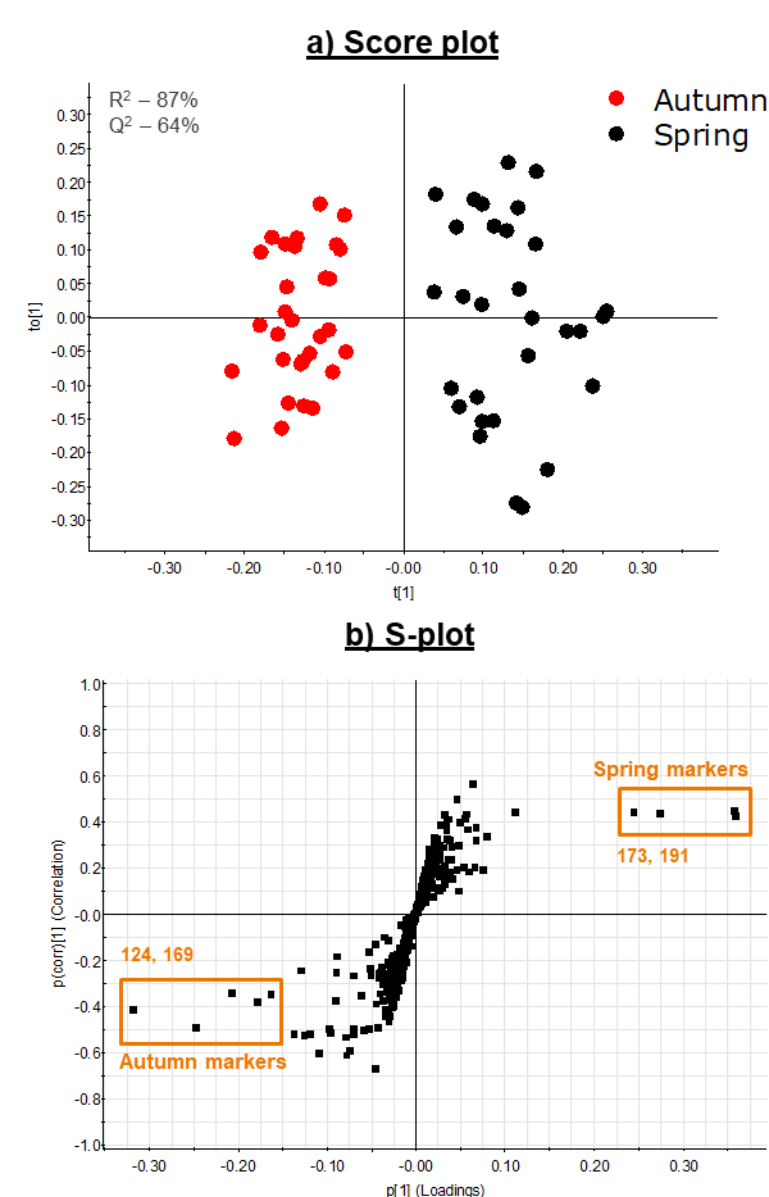 a) Score plot
R² – 87%
Q² – 64%
Autumn
Spring
0.30
0.25
0.20
0.15
0.10
0.05
0.00
-0.05
-0.10
-0.15
-0.20
-0.25
-0.30
to[1]
-0.30 -0.20 -0.10 -0.00 0.10 0.20 0.30
t[1]
b) S-plot
1.0
0.8
0.6
0.4
0.2
-0.0
-0.2
-0.4
-0.6
-0.8
-1.0
p(corr)[1] (Correlation)
Spring markers
173, 191
124, 169
Autumn markers
-0.30 -0.20 -0.10 -0.00 0.10 0.20 0.30
p[1] (Loadings)